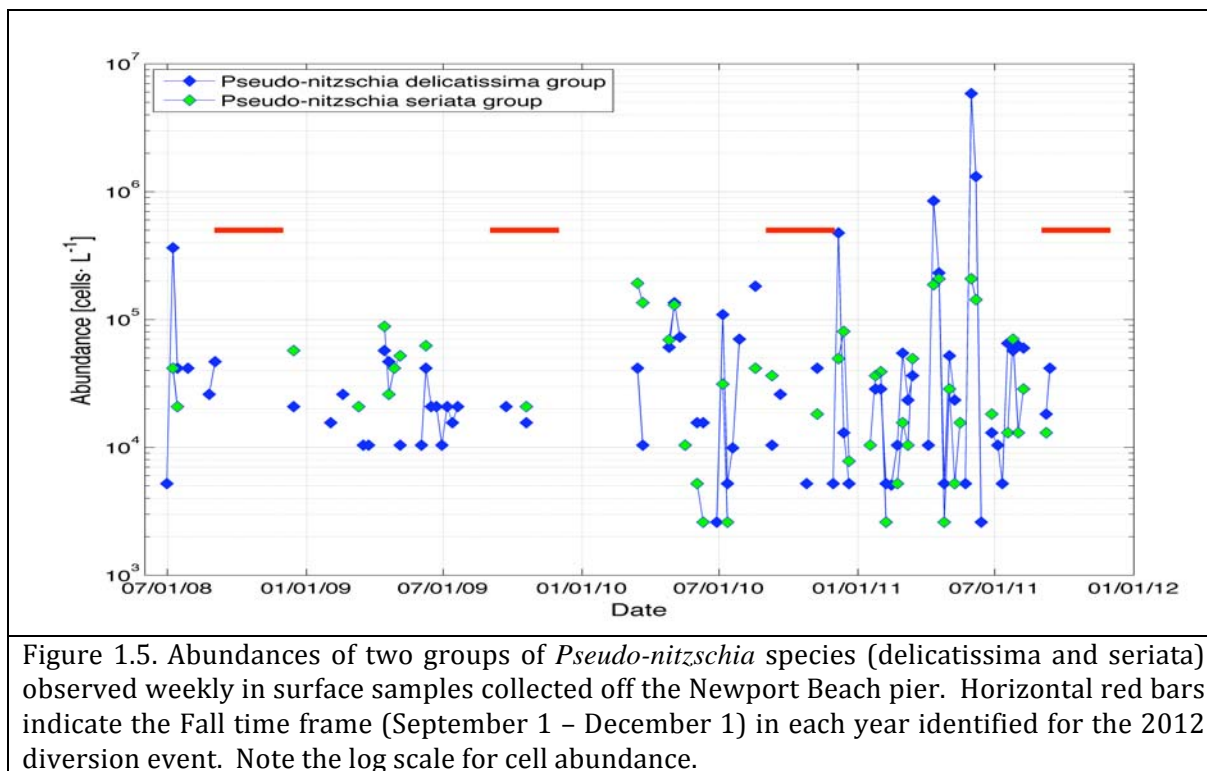 10^7
Pseudo-nitzschia delicatissima group
Pseudo-nitzschia seriata group
10^6
10^5
10^4
10^3
Abundance [cells· L^-1]
07/01/08 01/01/09 07/01/09 01/01/10 07/01/10 01/01/11 07/01/11 01/01/12
Date
Figure 1.5. Abundances of two groups of Pseudo-nitzschia species (delicatissima and seriata)
observed weekly in surface samples collected off the Newport Beach pier. Horizontal red bars
indicate the Fall time frame (September 1 – December 1) in each year identified for the 2012
diversion event. Note the log scale for cell abundance.